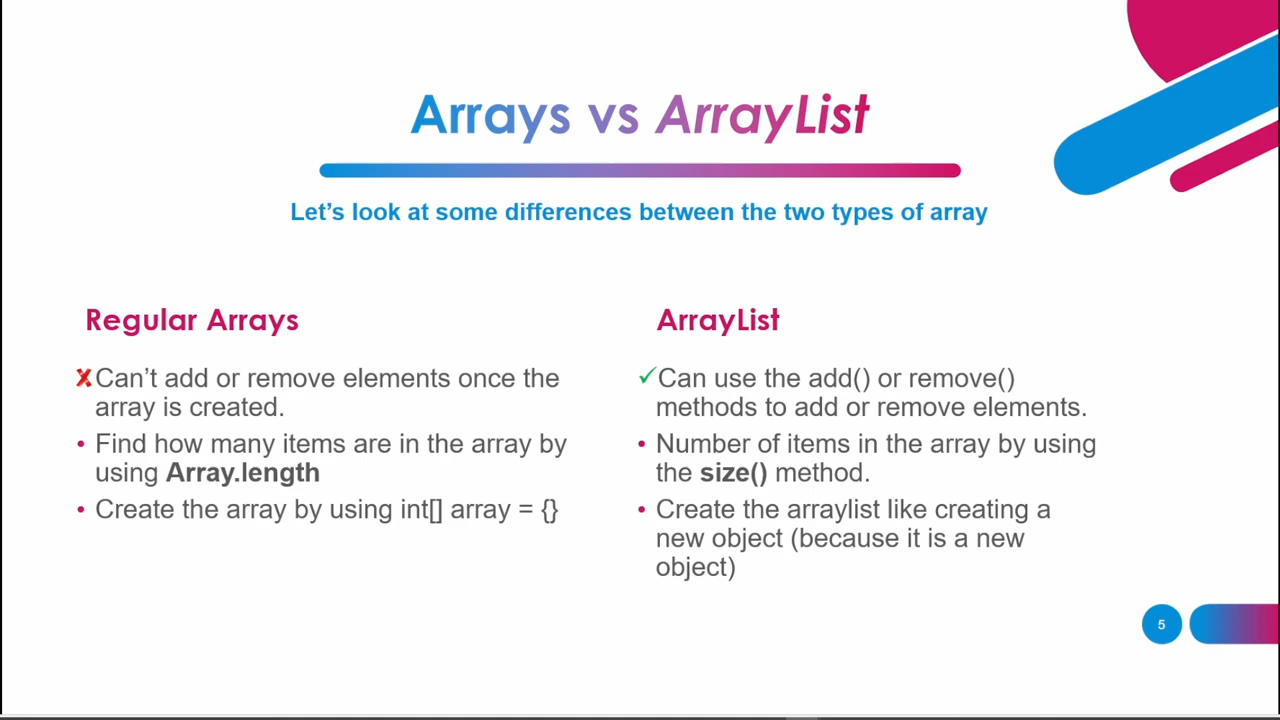 Arrays vs ArrayList
Let's look at some differences between the two types of array
Regular Arrays
✗Can't add or remove elements once the
array is created.
• Find how many items are in the array by
using Array.length
• Create the array by using int[] array = {}
ArrayList
✓Can use the add() or remove()
methods to add or remove elements.
• Number of items in the array by using
the size() method.
• Create the arraylist like creating a
new object (because it is a new
object)
5